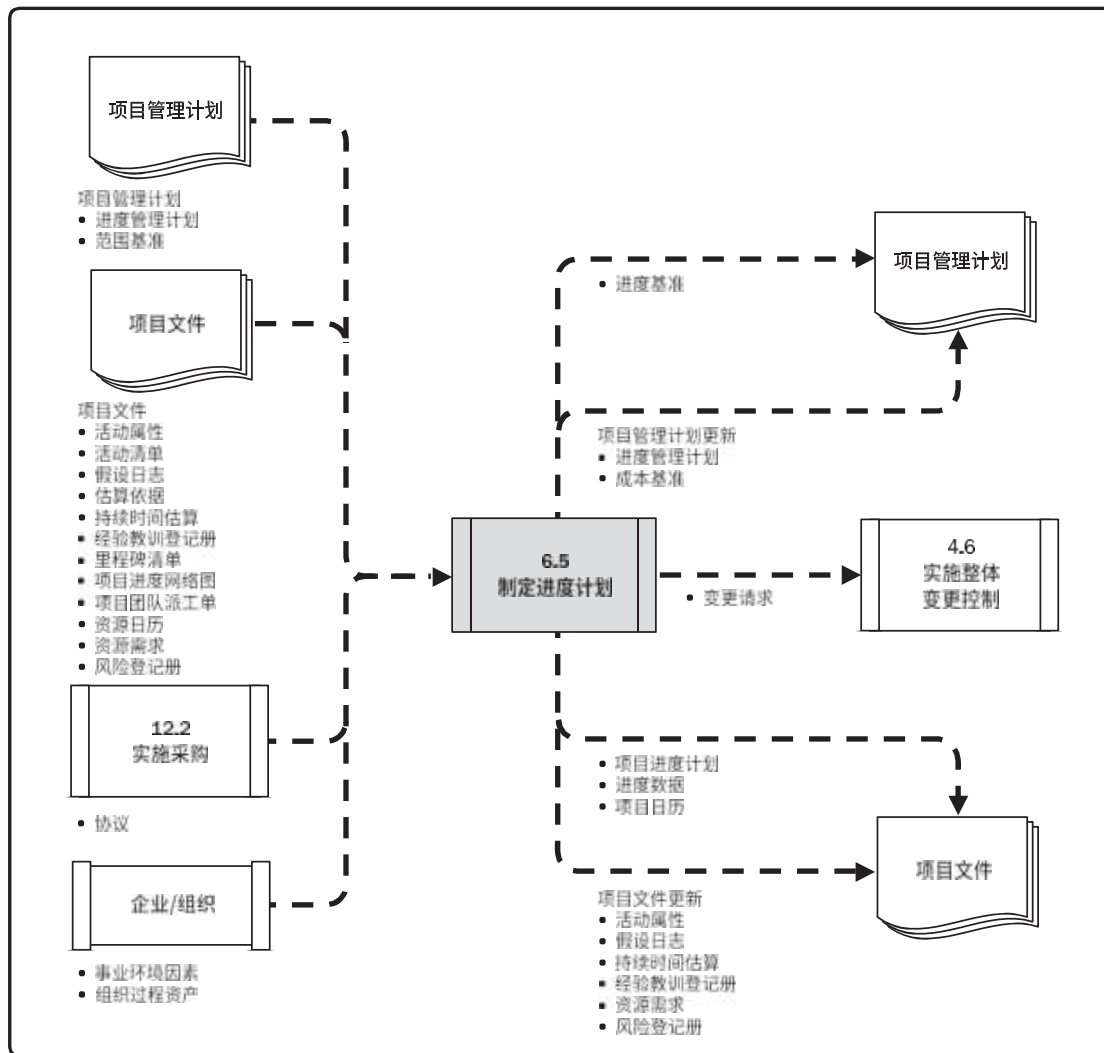 项目管理计划
项目管理计划
• 进度管理计划
• 范围基准
项目文件
项目文件
• 活动属性
• 活动清单
• 假设日志
• 估算依据
• 持续时间估算
• 经验教训登记册
• 里程碑清单
• 项目进度网络图
• 项目团队派工单
• 资源日历
• 资源需求
• 风险登记册
12.2
实施采购
• 协议
企业/组织
• 事业环境因素
• 组织过程资产
6.5
制定进度计划
• 进度基准
项目管理计划
项目管理计划更新
• 进度管理计划
• 成本基准
• 变更请求
4.6
实施整体
变更控制
• 项目进度计划
• 进度数据
• 项目日历
项目文件
项目文件更新
• 活动属性
• 假设日志
• 持续时间估算
• 经验教训登记册
• 资源需求
• 风险登记册